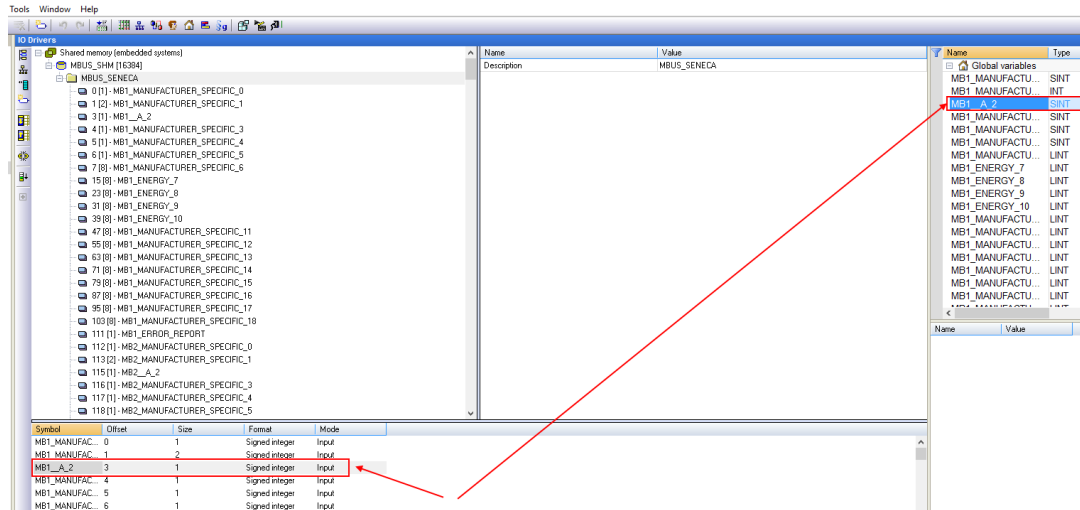 Tools Window Help
IO Drivers
Shared memory (embedded systems)
MBUS_SHM [16384]
MBUS_SENECA
0 [1] - MB1_MANUFACTURER_SPECIFIC_0
1 [2] - MB1_MANUFACTURER_SPECIFIC_1
3 [1] - MB1__A_2
4 [1] - MB1_MANUFACTURER_SPECIFIC_3
5 [1] - MB1_MANUFACTURER_SPECIFIC_4
6 [1] - MB1_MANUFACTURER_SPECIFIC_5
7 [8] - MB1_MANUFACTURER_SPECIFIC_6
15 [8] - MB1_ENERGY_7
23 [8] - MB1_ENERGY_8
31 [8] - MB1_ENERGY_9
39 [8] - MB1_ENERGY_10
47 [8] - MB1_MANUFACTURER_SPECIFIC_11
55 [8] - MB1_MANUFACTURER_SPECIFIC_12
63 [8] - MB1_MANUFACTURER_SPECIFIC_13
71 [8] - MB1_MANUFACTURER_SPECIFIC_14
79 [8] - MB1_MANUFACTURER_SPECIFIC_15
87 [8] - MB1_MANUFACTURER_SPECIFIC_16
95 [8] - MB1_MANUFACTURER_SPECIFIC_17
103 [8] - MB1_MANUFACTURER_SPECIFIC_18
111 [1] - MB1_ERROR_REPORT
112 [1] - MB2_MANUFACTURER_SPECIFIC_0
113 [2] - MB2_MANUFACTURER_SPECIFIC_1
115 [1] - MB2__A_2
116 [1] - MB2_MANUFACTURER_SPECIFIC_3
117 [1] - MB2_MANUFACTURER_SPECIFIC_4
118 [1] - MB2_MANUFACTURER_SPECIFIC_5
Name Value
Description MBUS_SENECA
Name Type
Global variables
MB1_MANUFACTU... SINT
MB1_MANUFACTU... INT
MB1__A_2 SINT
MB1_MANUFACTU... SINT
MB1_MANUFACTU... SINT
MB1_MANUFACTU... SINT
MB1_MANUFACTU... LINT
MB1_ENERGY_7 LINT
MB1_ENERGY_8 LINT
MB1_ENERGY_9 LINT
MB1_ENERGY_10 LINT
MB1_MANUFACTU... LINT
MB1_MANUFACTU... LINT
MB1_MANUFACTU... LINT
MB1_MANUFACTU... LINT
MB1_MANUFACTU... LINT
MB1_MANUFACTU... LINT
MB1_MANUFACTU... LINT
Name Value
Symbol Offset Size Format Mode
MB1_MANUFAC... 0 1 Signed integer Input
MB1_MANUFAC... 1 2 Signed integer Input
MB1__A_2 3 1 Signed integer Input
MB1_MANUFAC... 4 1 Signed integer Input
MB1_MANUFAC... 5 1 Signed integer Input
MB1_MANUFAC... 6 1 Signed integer Input